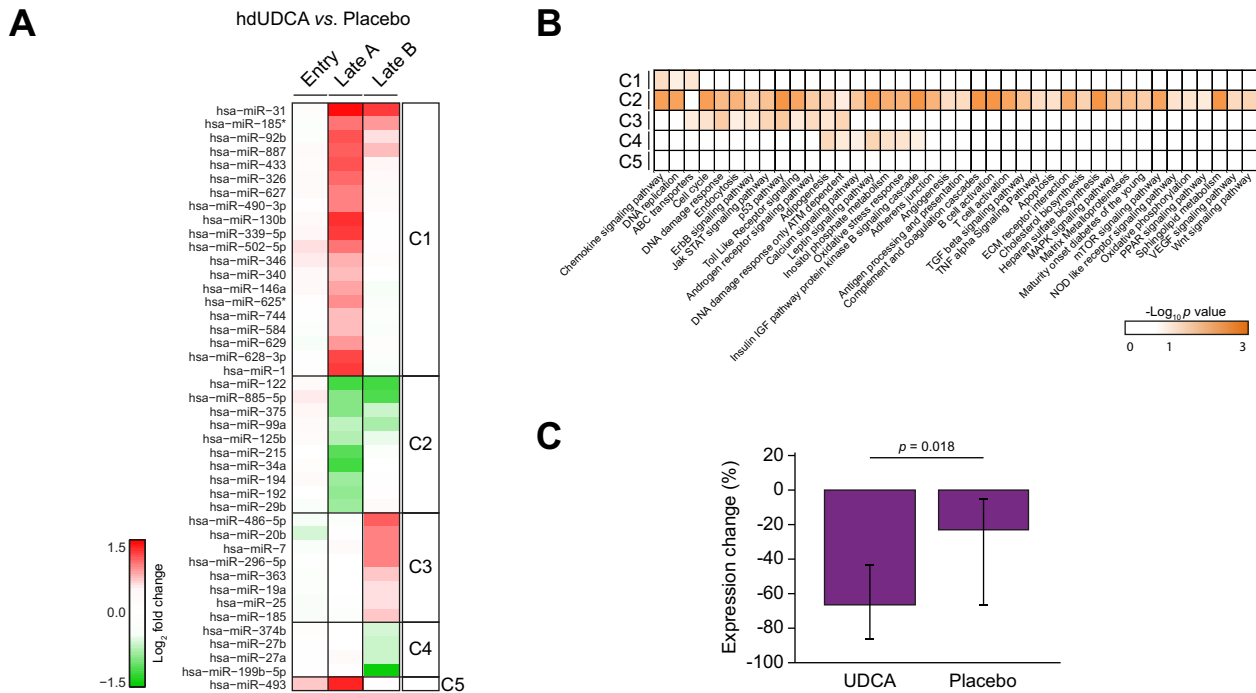 A
hdUDCA vs. Placebo
Entry
Late A
Late B
hsa-miR-31
hsa-miR-185*
hsa-miR-92b
hsa-miR-887
hsa-miR-433
hsa-miR-326
hsa-miR-627
hsa-miR-490-3p
hsa-miR-130b
hsa-miR-339-5p
hsa-miR-502-5p
hsa-miR-346
hsa-miR-340
hsa-miR-146a
hsa-miR-625*
hsa-miR-744
hsa-miR-584
hsa-miR-629
hsa-miR-628-3p
hsa-miR-1
hsa-miR-122
hsa-miR-885-5p
hsa-miR-375
hsa-miR-99a
hsa-miR-125b
hsa-miR-215
hsa-miR-34a
hsa-miR-194
hsa-miR-192
hsa-miR-29b
hsa-miR-486-5p
hsa-miR-20b
hsa-miR-7
hsa-miR-296-5p
hsa-miR-363
hsa-miR-19a
hsa-miR-25
hsa-miR-185
hsa-miR-374b
hsa-miR-27b
hsa-miR-27a
hsa-miR-199b-5p
hsa-miR-493
C1
C2
C3
C4
C5
1.5
0.0
-1.5
Log2 fold change
B
C1
C2
C3
C4
C5
Chemokine signaling pathway
DNA replication
ABC transporters
Cell cycle
DNA damage response
Endocytosis
ErbB signaling pathway
Jak STAT signaling pathway
p53 pathway
Toll Like Receptor signaling
Androgen receptor signaling pathway
Adipogenesis
DNA damage response only ATM dependent
Calcium signaling pathway
Leptin signaling pathway
Inositol phosphate metabolism
Oxidative stress response
Insulin IGF pathway protein kinase B signaling cascade
Adherens junction
Angiogenesis
Antigen processing and presentation
Complement and coagulation cascades
B cell activation
T cell activation
TGF beta signaling pathway
TNF alpha Signaling Pathway
Apoptosis
ECM receptor interaction
Cholesterol biosynthesis
Heparan sulfate biosynthesis
MAPK signaling pathway
Matrix Metalloproteinases
Maturity onset diabetes of the young
mTOR signaling pathway
NOD like receptor signaling pathway
Oxidative phosphorylation
PPAR signaling pathway
Sphingolipid metabolism
VEGF signaling pathway
Wnt signaling pathway
-Log10 p value
0 1 3
C
p = 0.018
Expression change (%)
20
0
-20
-40
-60
-80
-100
UDCA
Placebo